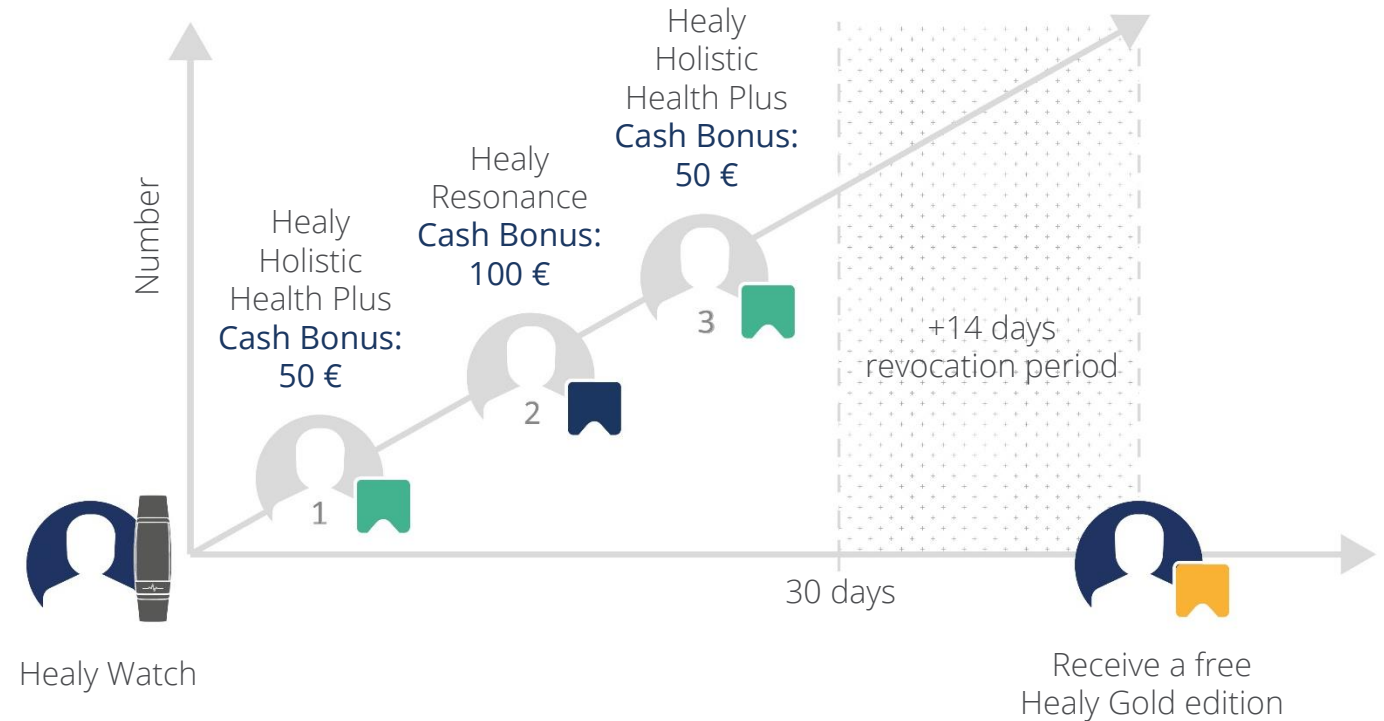 Number
Healy
Holistic
Health Plus
Cash Bonus:
50 €
1
Healy
Resonance
Cash Bonus:
100 €
2
Healy
Holistic
Health Plus
Cash Bonus:
50 €
3
+14 days
revocation period
30 days
Healy Watch
Receive a free
Healy Gold edition